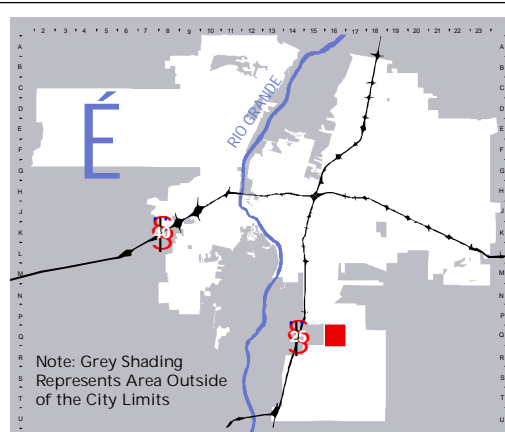 2 3 4 5 6 7 8 9 10 11 12 13 14 15 16 17 18 19 20 21 22 23
A
B
C
D
E
F
G
H
J
K
L
M
N
P
Q
R
S
T
U
A
B
C
D
E
F
G
H
J
K
L
M
N
P
Q
R
S
T
U
É
RIO GRANDE
40
25
Note: Grey Shading
Represents Area Outside
of the City Limits